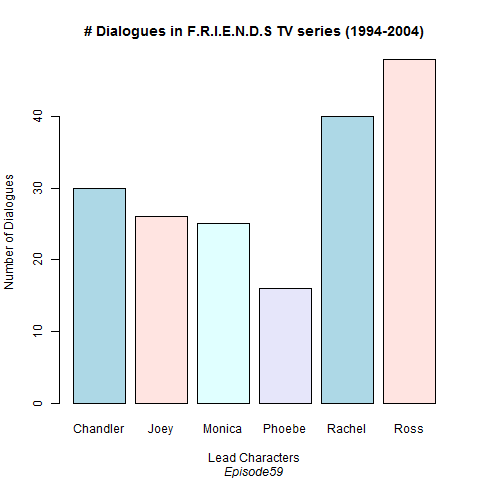 # Dialogues in F.R.I.E.N.D.S TV series (1994-2004)
Number of Dialogues
40
30
20
10
0
Chandler Joey Monica Phoebe Rachel Ross
Lead Characters
Episode59